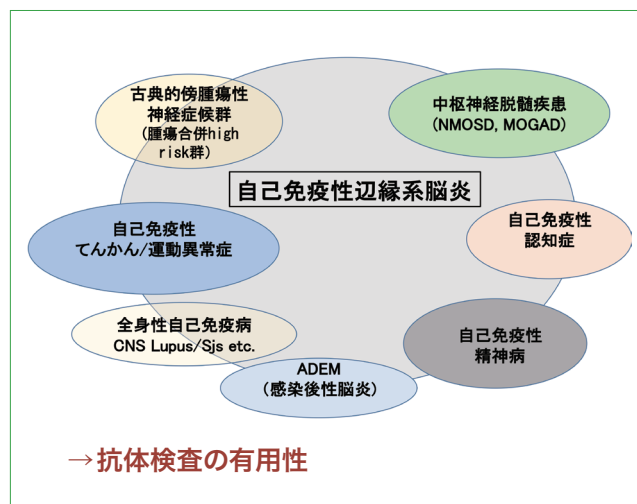 古典的傍腫瘍性
神経症候群
(腫瘍合併high
risk群)
中枢神経脱髄疾患
(NMOSD, MOGAD)
自己免疫性辺縁系脳炎
自己免疫性
てんかん/運動異常症
自己免疫性
認知症
全身性自己免疫病
CNS Lupus/Sjs etc.
自己免疫性
精神病
ADEM
(感染後性脳炎)
→抗体検査の有用性